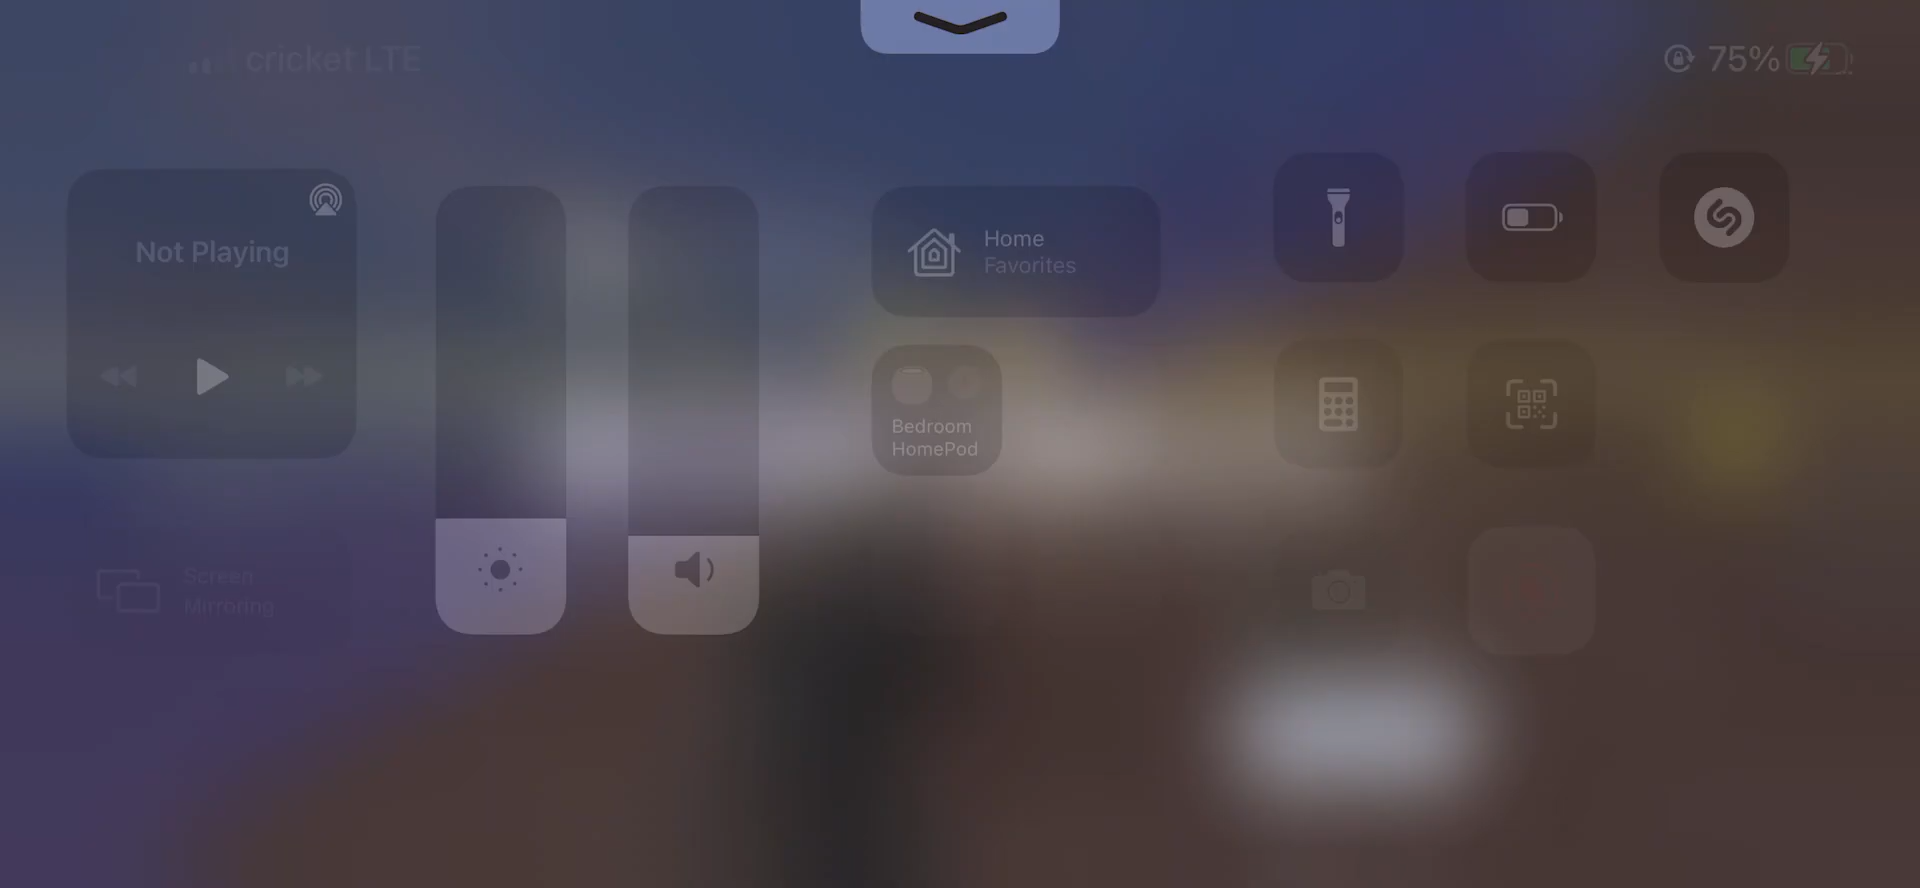 cricket LTE
75%
Not Playing
Home
Favorites
Bedroom
HomePod
Screen
Mirroring